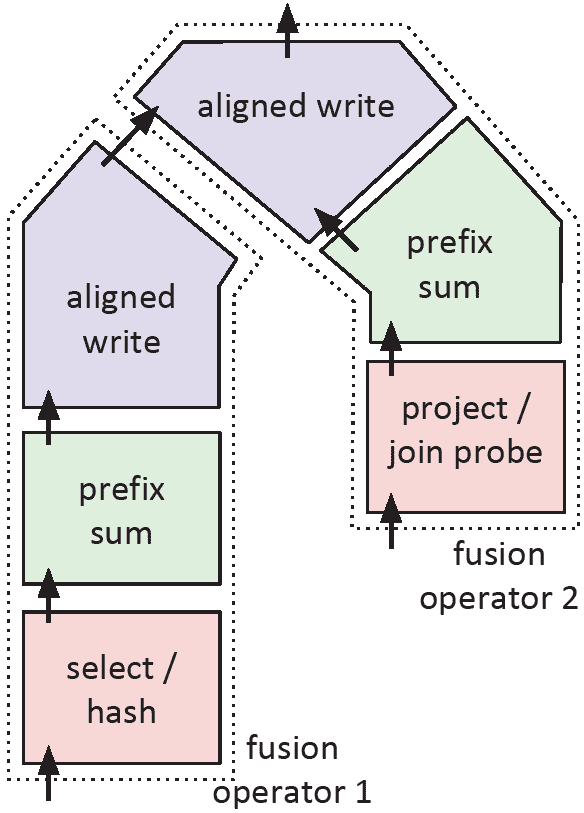 aligned write
prefix
sum
aligned
write
project /
join probe
prefix
sum
fusion
operator 2
select /
hash
fusion
operator 1